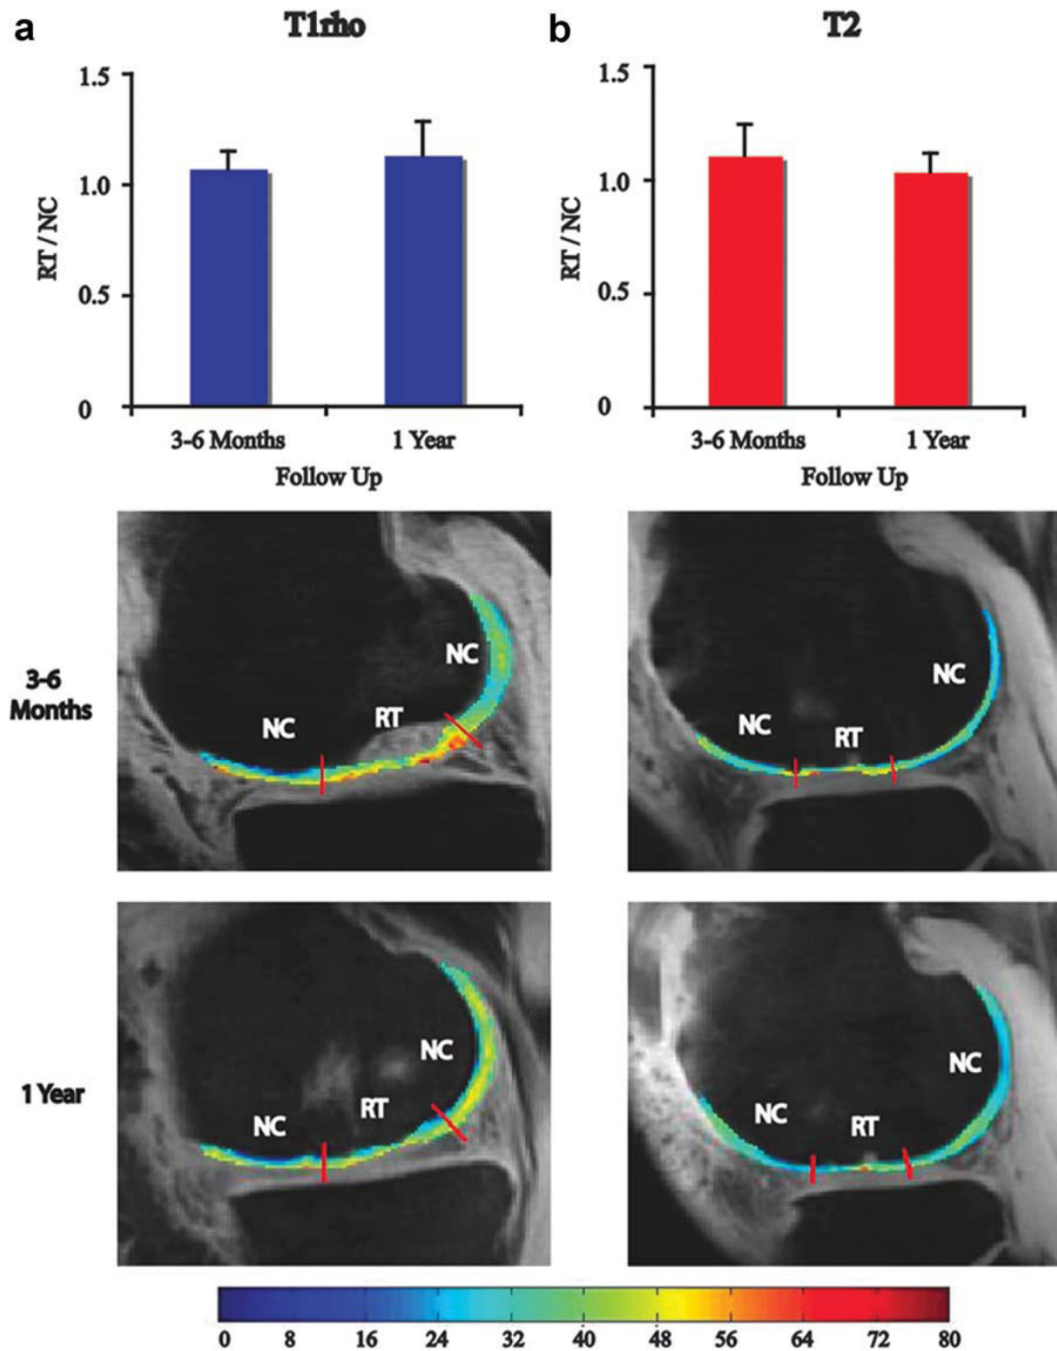 a
T1rho
b
T2
1.5
1.0
0.5
0
RT / NC
3-6 Months
1 Year
Follow Up
1.5
1.0
0.5
0
RT / NC
3-6 Months
1 Year
Follow Up
3-6
Months
NC
RT
NC
NC
RT
NC
1 Year
NC
RT
NC
NC
RT
NC
0 8 16 24 32 40 48 56 64 72 80